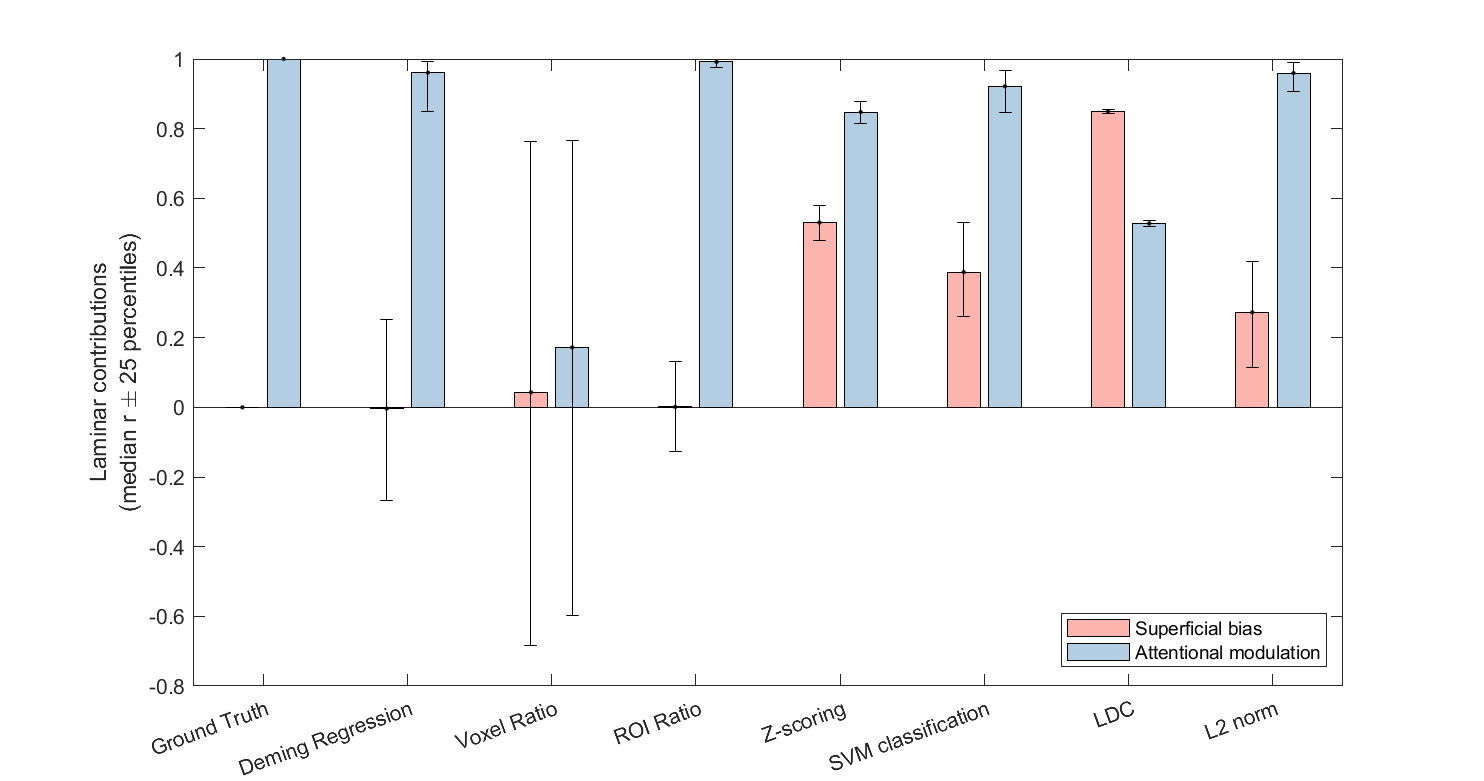 Laminar contributions
(median r ± 25 percentiles)
1
0.8
0.6
0.4
0.2
0
-0.2
-0.4
-0.6
-0.8
Ground Truth
Deming Regression
Voxel Ratio
ROI Ratio
Z-scoring
SVM classification
LDC
L2 norm
Superficial bias
Attentional modulation